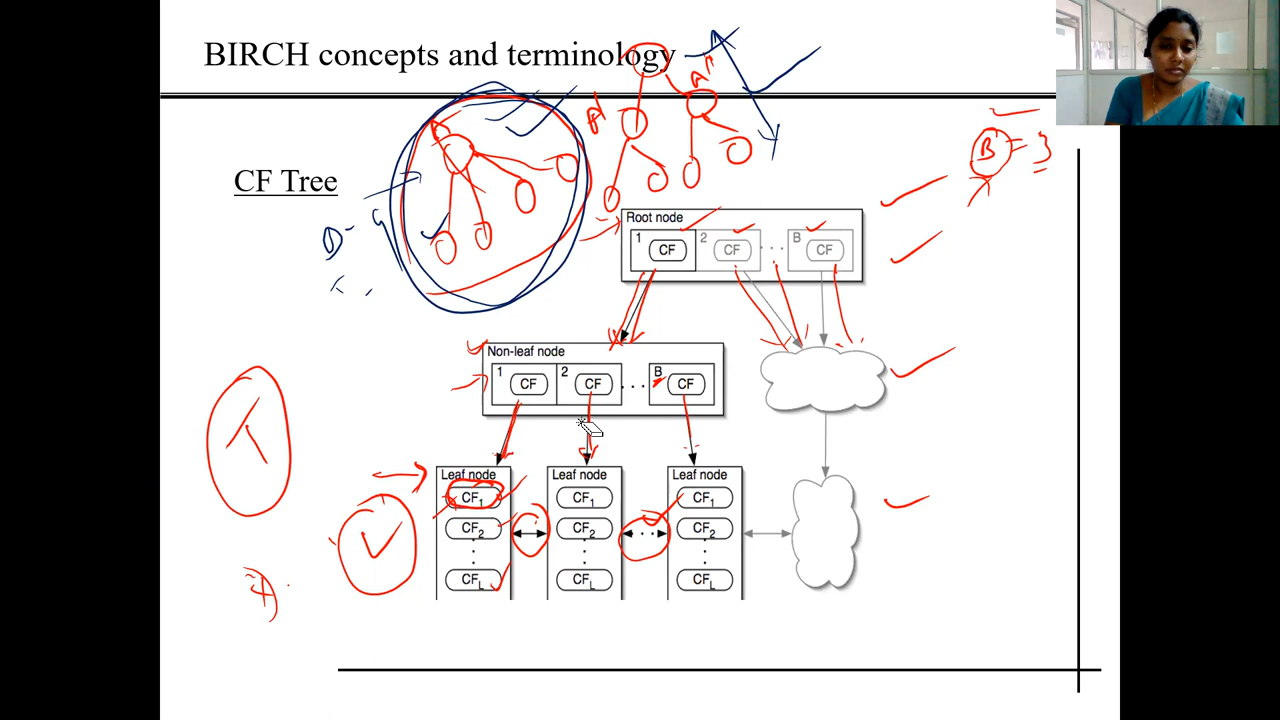 BIRCH concepts and terminology
CF Tree
B = 3
Root node
1 CF 2 CF ... B CF
Non-leaf node
1 CF 2 CF ... B CF
Leaf node Leaf node Leaf node
CF1 CF1 CF1
CF2 CF2 CF2
CFL CFL CFL
T